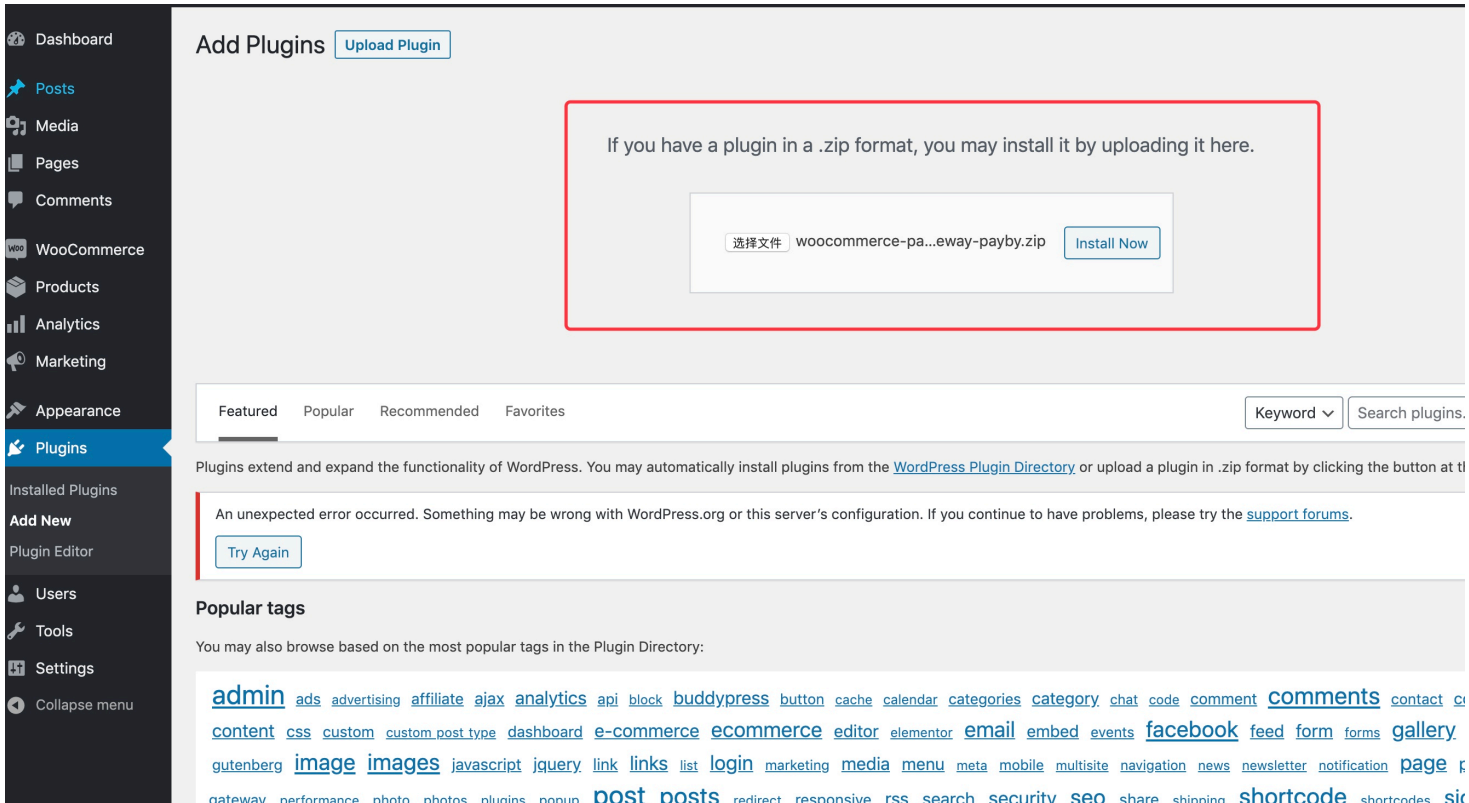 Dashboard
Posts
Media
Pages
Comments
woo WooCommerce
Products
Analytics
Marketing
Appearance
Plugins
Installed Plugins
Add New
Plugin Editor
Users
Tools
Settings
Collapse menu
Add Plugins Upload Plugin
If you have a plugin in a .zip format, you may install it by uploading it here.
选择文件 woocommerce-pa...eway-payby.zip Install Now
Featured Popular Recommended Favorites Keyword Search plugins.
Plugins extend and expand the functionality of WordPress. You may automatically install plugins from the WordPress Plugin Directory or upload a plugin in .zip format by clicking the button at
An unexpected error occurred. Something may be wrong with WordPress.org or this server's configuration. If you continue to have problems, please try the support forums.
Try Again
Popular tags
You may also browse based on the most popular tags in the Plugin Directory:
admin ads advertising affiliate ajax analytics api block buddypress button cache calendar categories category chat code comment comments contact
content css custom custom post type dashboard e-commerce ecommerce editor elementor email embed events facebook feed form forms gallery
gutenberg image images javascript jquery link links list login marketing media menu meta mobile multisite navigation news newsletter notification page
gateway performance photo photos plugins popup post posts redirect responsive rss search security seo share shipping shortcode shortcodes